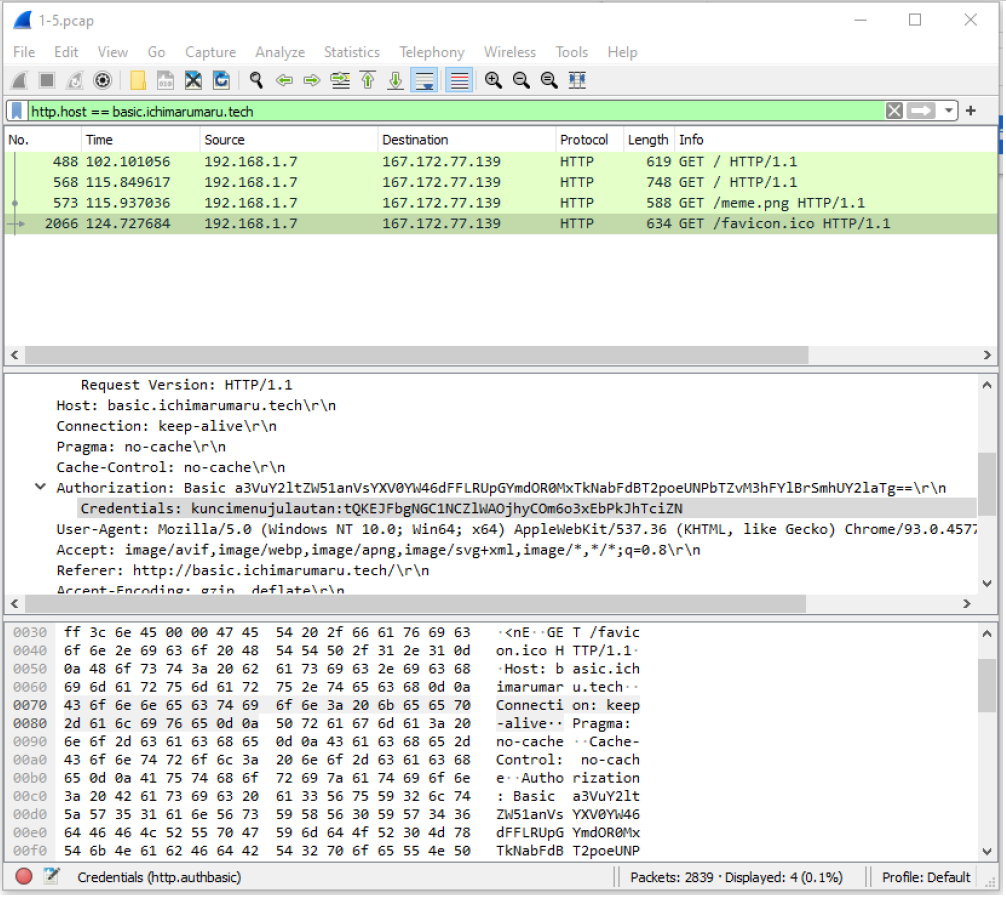 1-5.pcap
File Edit View Go Capture Analyze Statistics Telephony Wireless Tools Help
http.host == basic.ichimarumaru.tech
No. Time Source Destination Protocol Length Info
488 102.101056 192.168.1.7 167.172.77.139 HTTP 619 GET / HTTP/1.1
568 115.849617 192.168.1.7 167.172.77.139 HTTP 748 GET / HTTP/1.1
573 115.937036 192.168.1.7 167.172.77.139 HTTP 588 GET /meme.png HTTP/1.1
2066 124.727684 192.168.1.7 167.172.77.139 HTTP 634 GET /favicon.ico HTTP/1.1
Request Version: HTTP/1.1
Host: basic.ichimarumaru.tech\r\n
Connection: keep-alive\r\n
Pragma: no-cache\r\n
Cache-Control: no-cache\r\n
Authorization: Basic a3VuY2ltZW51anVsYXV0YW46dFFLRUpGYmdOR0MxTkNabFdBT2poeUNPbTZvM3hFYlBrSmhUY2laTg==\r\n
Credentials: kuncimenujulautan:tQKEJFbgNGC1NCZlWAOjhyCOm6o3xEbPkJhTciZN
User-Agent: Mozilla/5.0 (Windows NT 10.0; Win64; x64) AppleWebKit/537.36 (KHTML, like Gecko) Chrome/93.0.4577
Accept: image/avif,image/webp,image/apng,image/svg+xml,image/*,*/*;q=0.8\r\n
Referer: http://basic.ichimarumaru.tech/\r\n
Accept-Encoding: gzip, deflate\r\n
0030 ff 3c 6e 45 00 00 47 45 54 20 2f 66 61 76 69 63 ·<nE··GE T /favic
0040 6f 6e 2e 69 63 6f 20 48 54 54 50 2f 31 2e 31 0d on.ico H TTP/1.1·
0050 0a 48 6f 73 74 3a 20 62 61 73 69 63 2e 69 63 68 ·Host: b asic.ich
0060 69 6d 61 72 75 6d 61 72 75 2e 74 65 63 68 0d 0a imarumar u.tech··
0070 43 6f 6e 6e 65 63 74 69 6f 6e 3a 20 6b 65 65 70 Connecti on: keep
0080 2d 61 6c 69 76 65 0d 0a 50 72 61 67 6d 61 3a 20 -alive·· Pragma:
0090 6e 6f 2d 63 61 63 68 65 0d 0a 43 61 63 68 65 2d no-cache ··Cache-
00a0 43 6f 6e 74 72 6f 6c 3a 20 6e 6f 2d 63 61 63 68 Control: no-cach
00b0 65 0d 0a 41 75 74 68 6f 72 69 7a 61 74 69 6f 6e e··Autho rization
00c0 3a 20 42 61 73 69 63 20 61 33 56 75 59 32 6c 74 : Basic a3VuY2lt
00d0 5a 57 35 31 61 6e 56 73 59 58 56 30 59 57 34 36 ZW51anVs YXV0YW46
00e0 64 46 46 4c 52 55 70 47 59 6d 64 4f 52 30 4d 78 dFFLRUpG YmdOR0Mx
00f0 54 6b 4e 61 62 46 64 42 54 32 70 6f 65 55 4e 50 TkNabFdB T2poeUNP
Credentials (http.authbasic) Packets: 2839 · Displayed: 4 (0.1%) Profile: Default